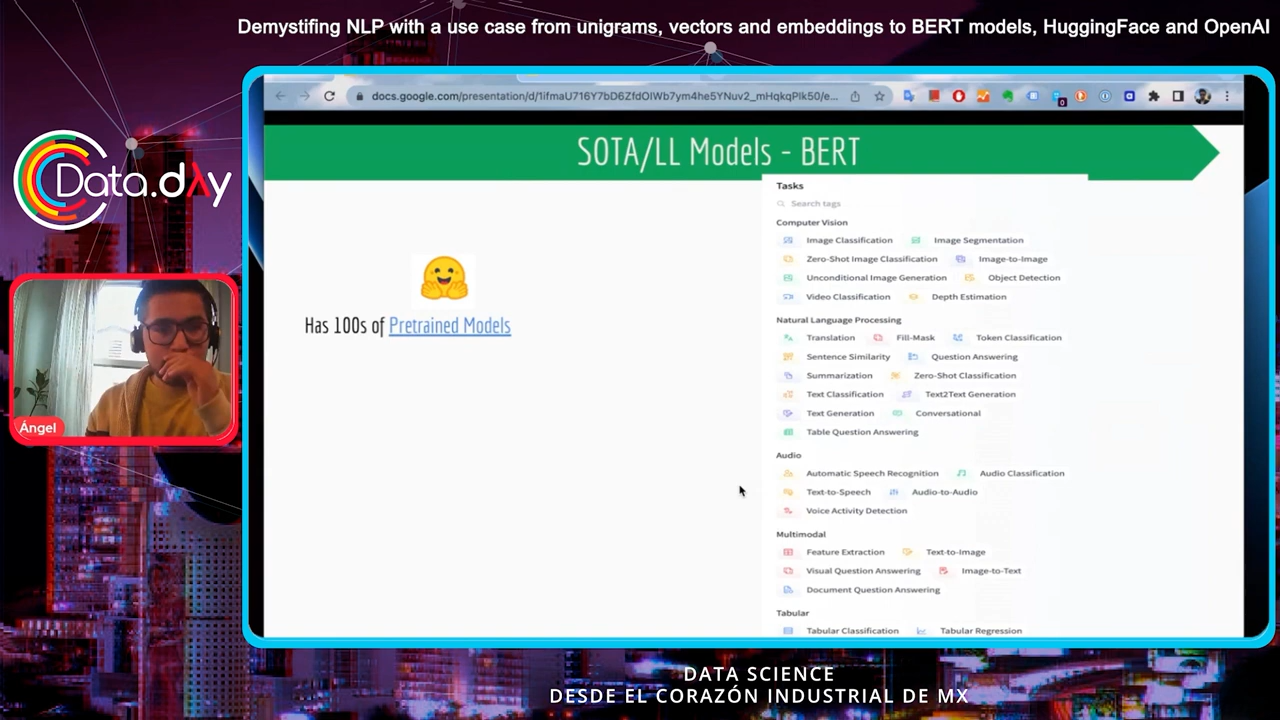 Demystifing NLP with a use case from unigrams, vectors and embeddings to BERT models, HuggingFace and OpenAI
docs.google.com/presentation/d/1ifmaU716Y7bD6ZfdOIWb7ym4he5YNuv2_mHqkqPlk50/e...
0
Data.day
SOTA/LL Models - BERT
Has 100s of Pretrained Models
Tasks
Search tags
Computer Vision
Image Classification Image Segmentation
Zero-Shot Image Classification Image-to-Image
Unconditional Image Generation Object Detection
Video Classification Depth Estimation
Natural Language Processing
Translation Fill-Mask Token Classification
Sentence Similarity Question Answering
Summarization Zero-Shot Classification
Text Classification Text2Text Generation
Text Generation Conversational
Table Question Answering
Audio
Automatic Speech Recognition Audio Classification
Text-to-Speech Audio-to-Audio
Voice Activity Detection
Multimodal
Feature Extraction Text-to-Image
Visual Question Answering Image-to-Text
Document Question Answering
Tabular
Tabular Classification Tabular Regression
Ángel
DATA SCIENCE
DESDE EL CORAZÓN INDUSTRIAL DE MX